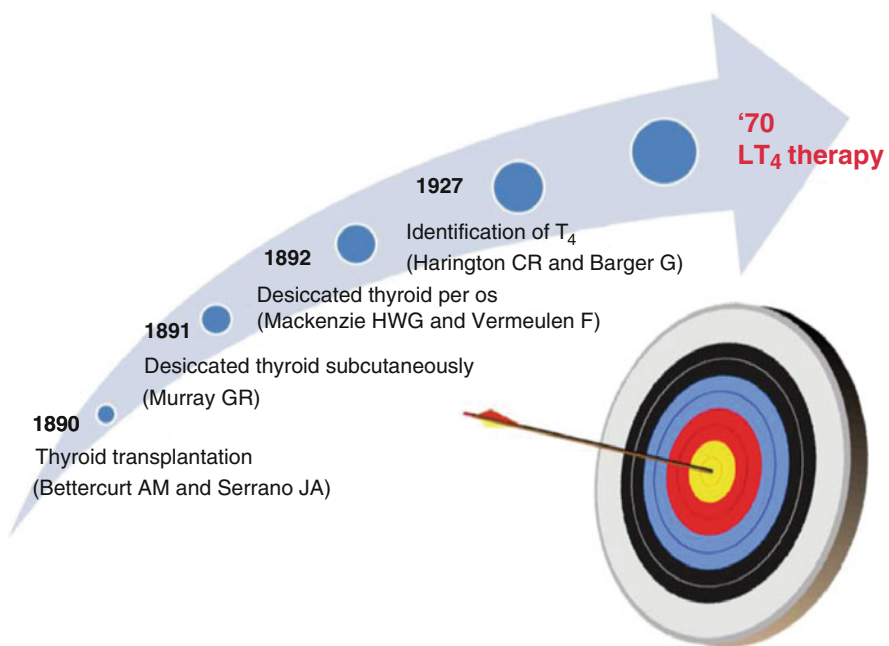 1890
Thyroid transplantation
(Bettercurt AM and Serrano JA)
1891
Desiccated thyroid subcutaneously
(Murray GR)
1892
Desiccated thyroid per os
(Mackenzie HWG and Vermeulen F)
1927
Identification of T₄
(Harington CR and Barger G)
‘70
LT₄ therapy